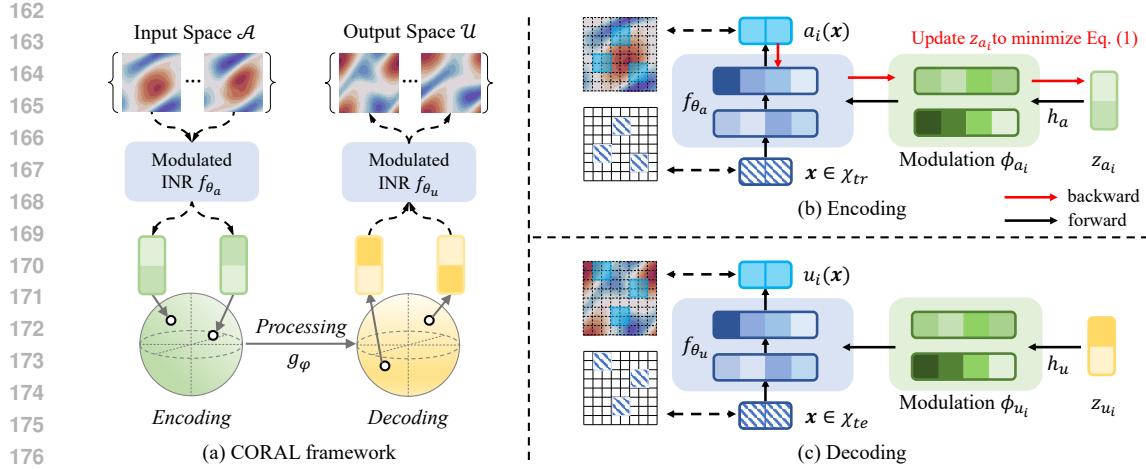 162
163
164
165
166
167
168
169
170
171
172
173
174
175
176
Input Space 𝒜
Output Space 𝒰
{ ... }
{ ... }
Modulated
INR f_{θ_a}
Modulated
INR f_{θ_u}
Processing
g_φ
Encoding
Decoding
(a) CORAL framework
a_i(x)
Update z_{a_i} to minimize Eq. (1)
f_{θ_a}
h_a
Modulation ϕ_{a_i}
z_{a_i}
x ∈ χ_{tr}
backward
(b) Encoding
forward
u_i(x)
f_{θ_u}
h_u
Modulation ϕ_{u_i}
z_{u_i}
x ∈ χ_{te}
(c) Decoding